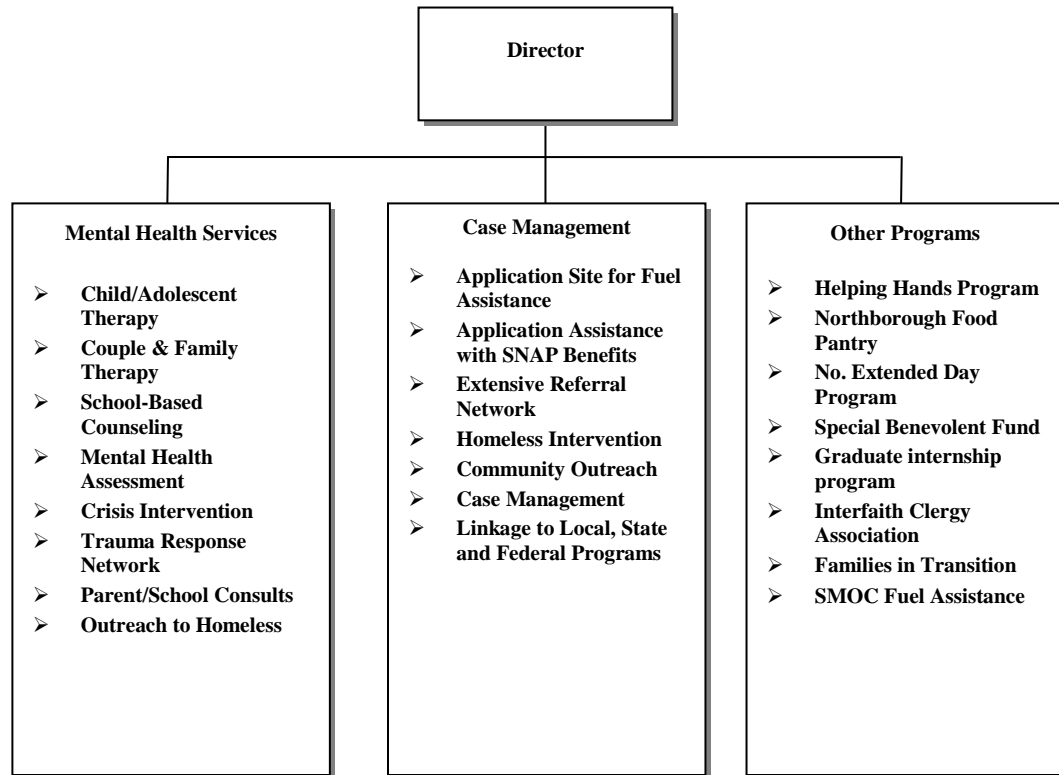 Director
Mental Health Services
➢ Child/Adolescent
Therapy
➢ Couple & Family
Therapy
➢ School-Based
Counseling
➢ Mental Health
Assessment
➢ Crisis Intervention
➢ Trauma Response
Network
➢ Parent/School Consults
➢ Outreach to Homeless
Case Management
➢ Application Site for Fuel
Assistance
➢ Application Assistance
with SNAP Benefits
➢ Extensive Referral
Network
➢ Homeless Intervention
➢ Community Outreach
➢ Case Management
➢ Linkage to Local, State
and Federal Programs
Other Programs
➢ Helping Hands Program
➢ Northborough Food
Pantry
➢ No. Extended Day
Program
➢ Special Benevolent Fund
➢ Graduate internship
program
➢ Interfaith Clergy
Association
➢ Families in Transition
➢ SMOC Fuel Assistance